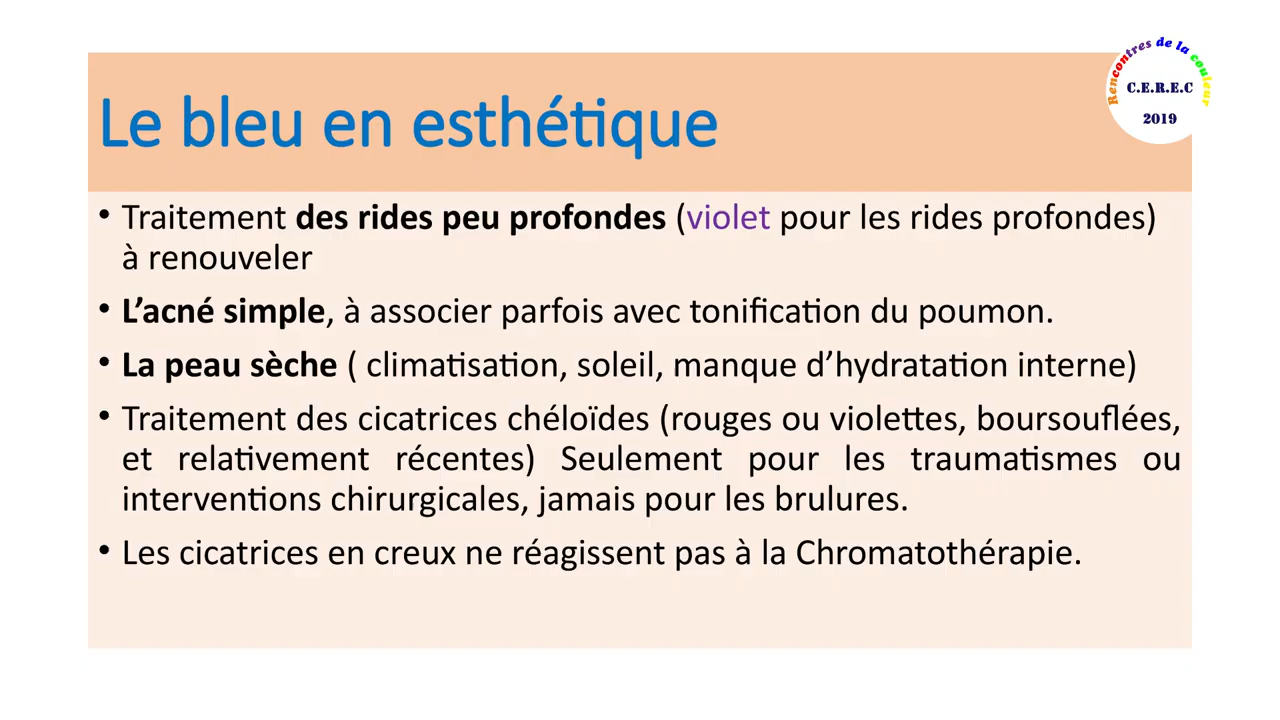 Rencontres de la couleur
C.E.R.E.C
2019
Le bleu en esthétique
• Traitement des rides peu profondes (violet pour les rides profondes)
à renouveler
• L’acné simple, à associer parfois avec tonification du poumon.
• La peau sèche ( climatisation, soleil, manque d’hydratation interne)
• Traitement des cicatrices chéloïdes (rouges ou violettes, boursouflées,
et relativement récentes) Seulement pour les traumatismes ou
interventions chirurgicales, jamais pour les brulures.
• Les cicatrices en creux ne réagissent pas à la Chromatothérapie.